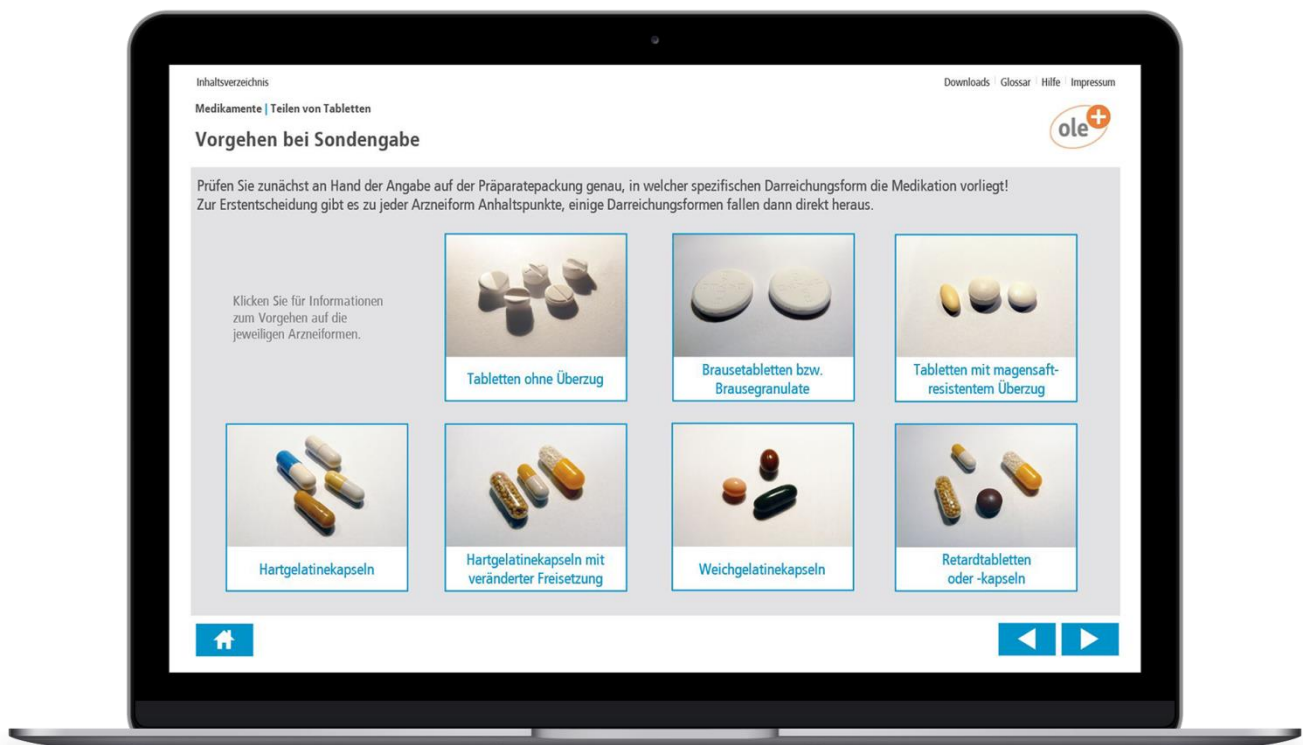 Inhaltsverzeichnis
Downloads Glossar Hilfe Impressum
Medikamente | Teilen von Tabletten
ole+
Vorgehen bei Sondengabe
Prüfen Sie zunächst an Hand der Angabe auf der Präparatepackung genau, in welcher spezifischen Darreichungsform die Medikation vorliegt!
Zur Erstentscheidung gibt es zu jeder Arzneiform Anhaltspunkte, einige Darreichungsformen fallen dann direkt heraus.
Klicken Sie für Informationen
zum Vorgehen auf die
jeweiligen Arzneiformen.
Tabletten ohne Überzug
Brausetabletten bzw.
Brausegranulate
Tabletten mit magensaft-
resistentem Überzug
Hartgelatinekapseln
Hartgelatinekapseln mit
veränderter Freisetzung
Weichgelatinekapseln
Retardtabletten
oder -kapseln